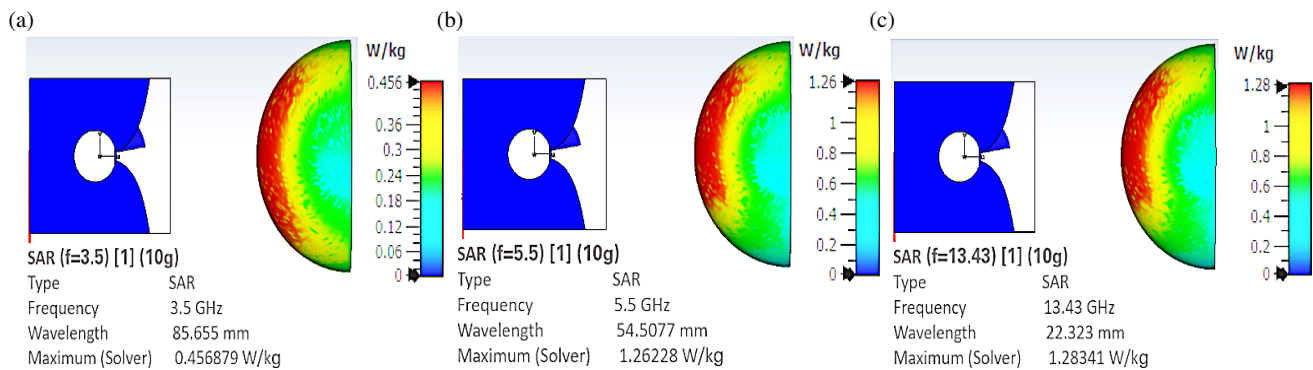 (a)
W/kg
0.456
0.36
0.3
0.24
0.18
0.12
0.06
0
v
u
w
SAR (f=3.5) [1] (10g)
Type SAR
Frequency 3.5 GHz
Wavelength 85.655 mm
Maximum (Solver) 0.456879 W/kg
(b)
W/kg
1.26
1
0.8
0.6
0.4
0.2
0
v
u
w
SAR (f=5.5) [1] (10g)
Type SAR
Frequency 5.5 GHz
Wavelength 54.5077 mm
Maximum (Solver) 1.26228 W/kg
(c)
W/kg
1.28
1
0.8
0.6
0.4
0.2
0
v
u
w
SAR (f=13.43) [1] (10g)
Type SAR
Frequency 13.43 GHz
Wavelength 22.323 mm
Maximum (Solver) 1.28341 W/kg